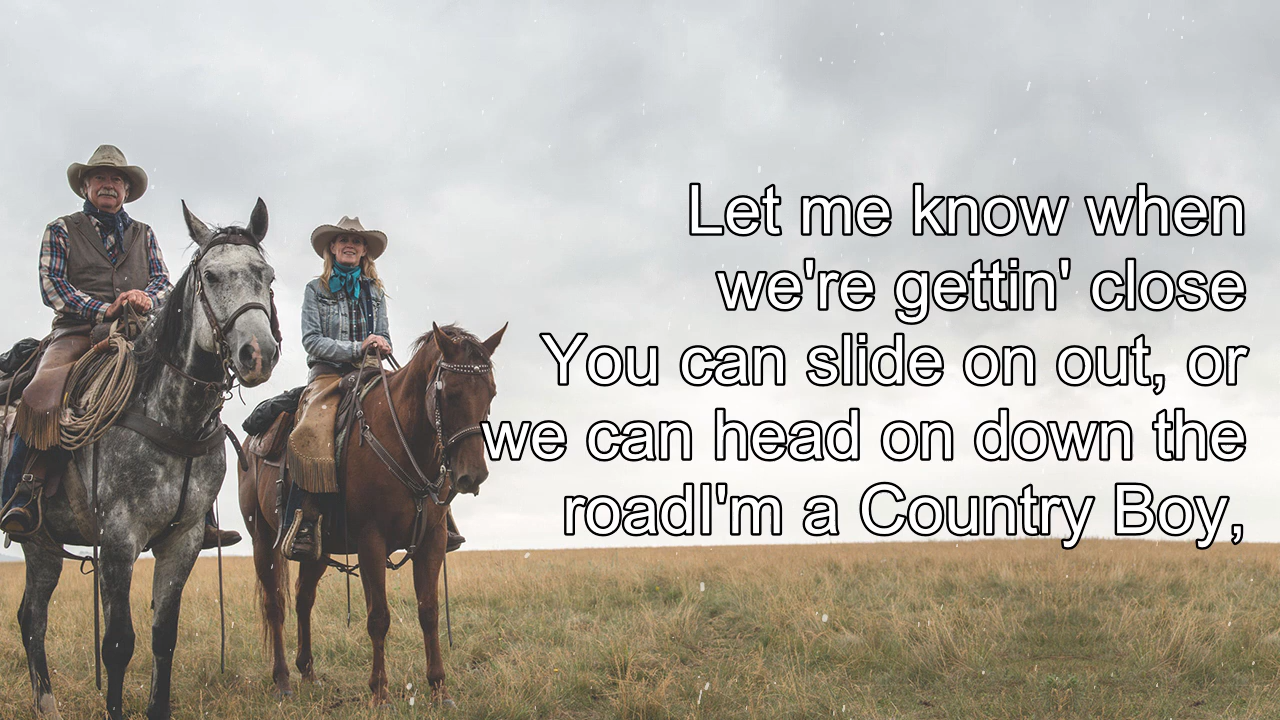 Let me know when
we're gettin' close
You can slide on out, or
we can head on down the
roadI'm a Country Boy,